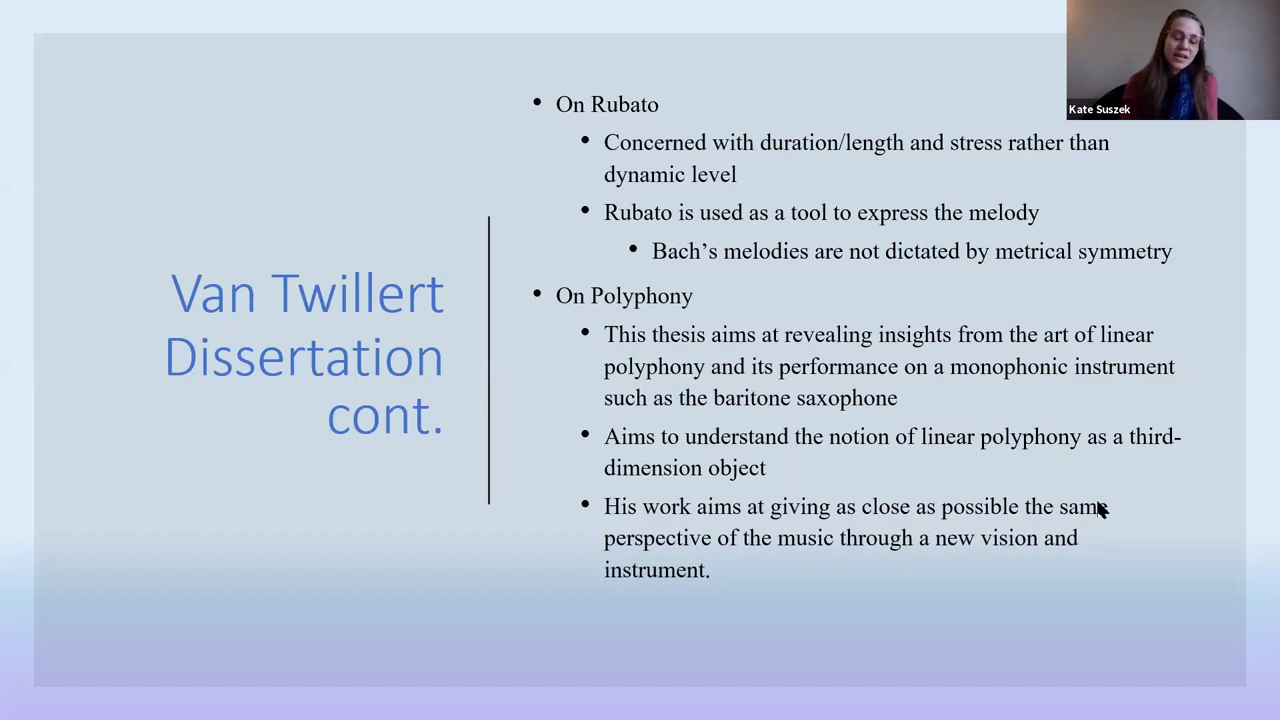 Kate Suszek
Van Twillert
Dissertation
cont.
• On Rubato
• Concerned with duration/length and stress rather than
dynamic level
• Rubato is used as a tool to express the melody
• Bach’s melodies are not dictated by metrical symmetry
• On Polyphony
• This thesis aims at revealing insights from the art of linear
polyphony and its performance on a monophonic instrument
such as the baritone saxophone
• Aims to understand the notion of linear polyphony as a third-
dimension object
• His work aims at giving as close as possible the same
perspective of the music through a new vision and
instrument.